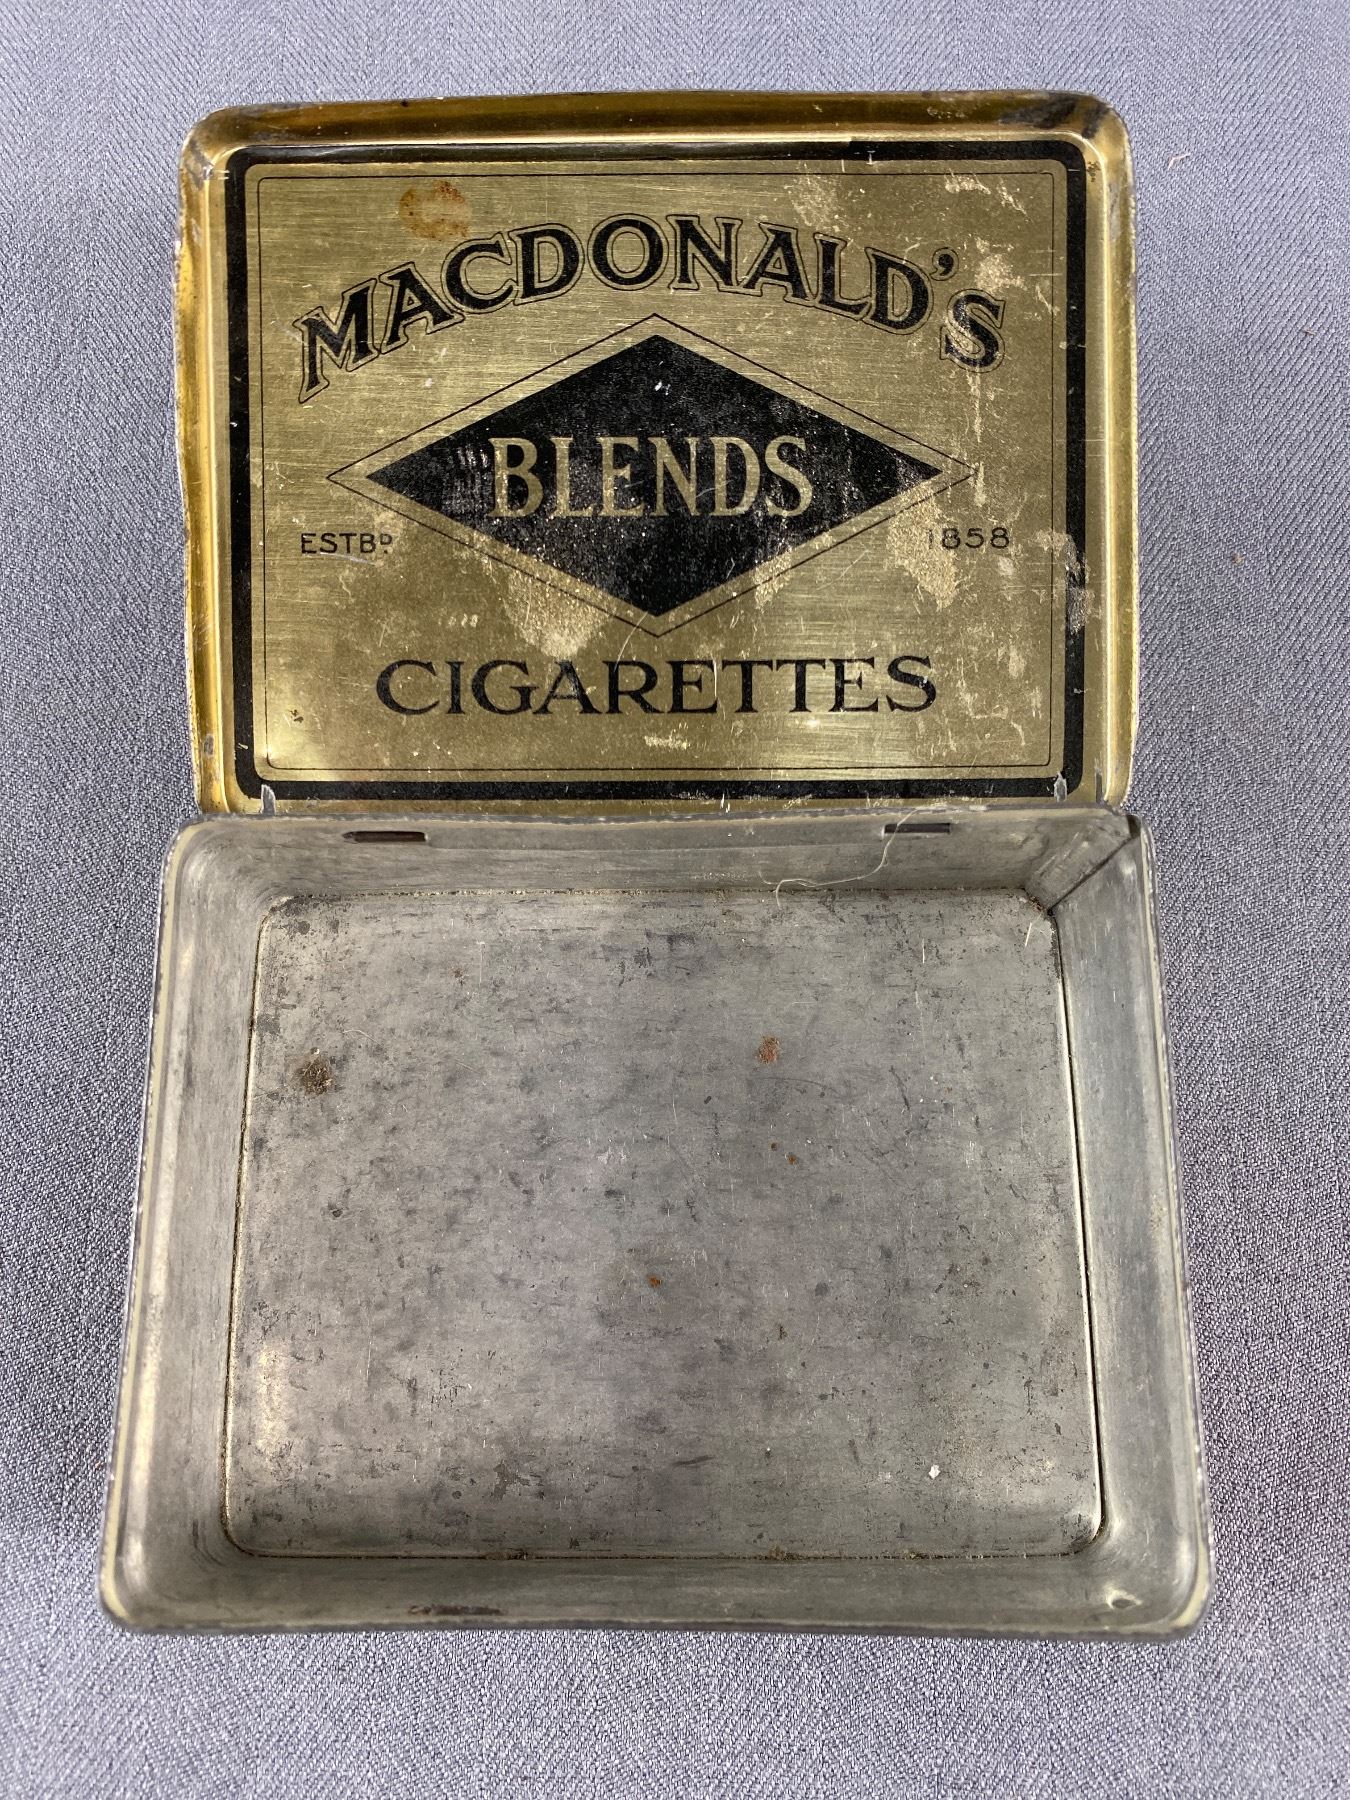 MACDONALD'S
BLENDS
ESTBD 1858
CIGARETTES